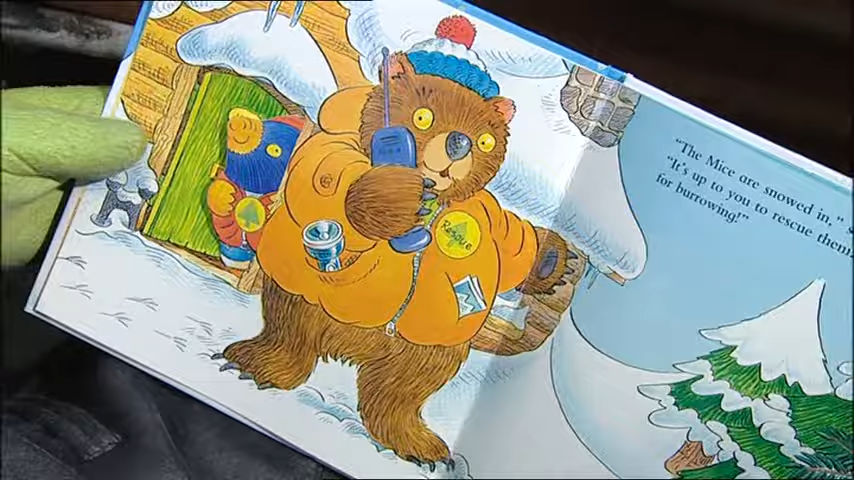 Rescue
"The Mice are snowed in,"
"It's up to you to rescue them
for burrowing!"